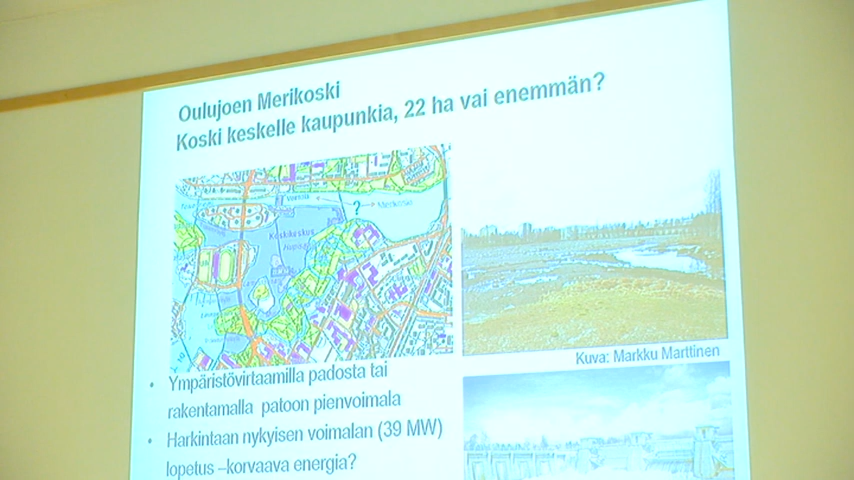 Oulujoen Merikoski
Koski keskelle kaupunkia, 22 ha vai enemmän?
?
Merikoski
Kuva: Markku Marttinen
• Ympäristövirtaamilla padosta tai
rakentamalla patoon pienvoimala
• Harkintaan nykyisen voimalan (39 MW)
lopetus –korvaava energia?